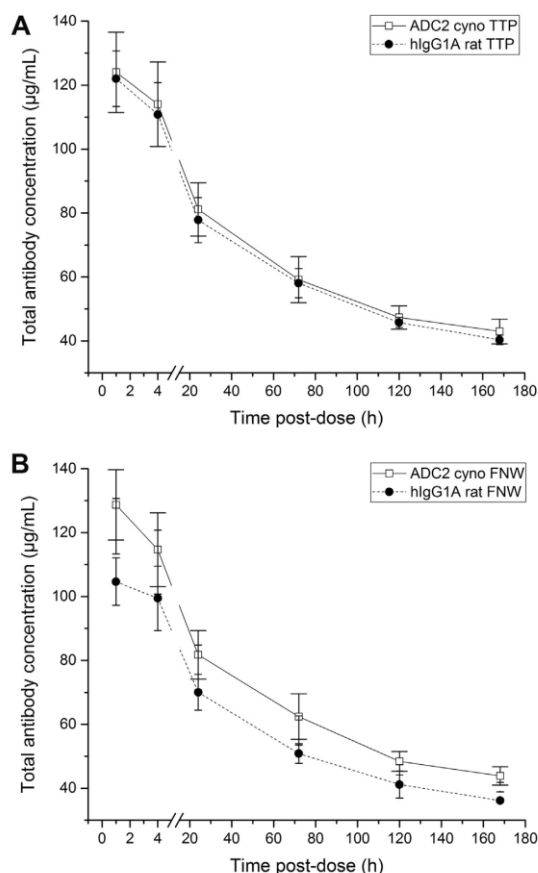 A
ADC2 cyno TTP
hIgG1A rat TTP
Total antibody concentration (µg/mL)
140
120
100
80
60
40
0 4 20 40 60 80 100 120 140 160 180
Time post-dose (h)
B
ADC2 cyno FNW
hIgG1A rat FNW
Total antibody concentration (µg/mL)
140
120
100
80
60
40
0 4 20 40 60 80 100 120 140 160 180
Time post-dose (h)